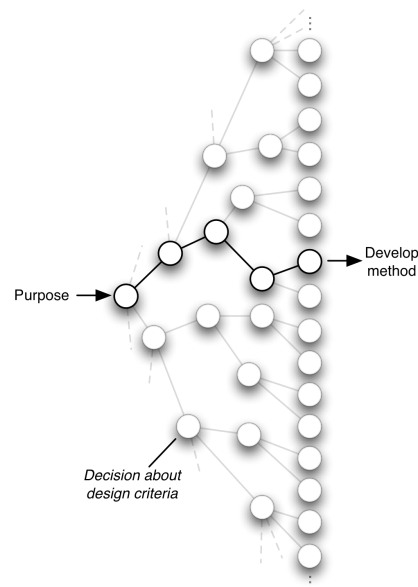 Purpose
Develop
method
Decision about
design criteria